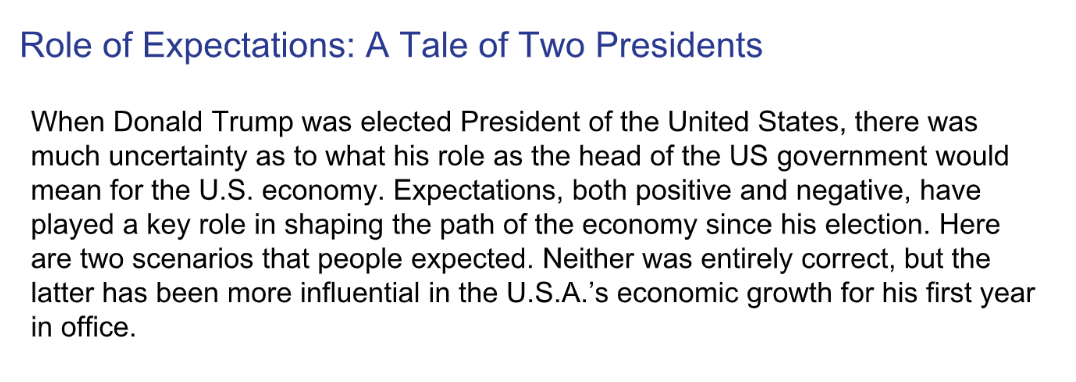 Role of Expectations: A Tale of Two Presidents
When Donald Trump was elected President of the United States, there was
much uncertainty as to what his role as the head of the US government would
mean for the U.S. economy. Expectations, both positive and negative, have
played a key role in shaping the path of the economy since his election. Here
are two scenarios that people expected. Neither was entirely correct, but the
latter has been more influential in the U.S.A.'s economic growth for his first year
in office.